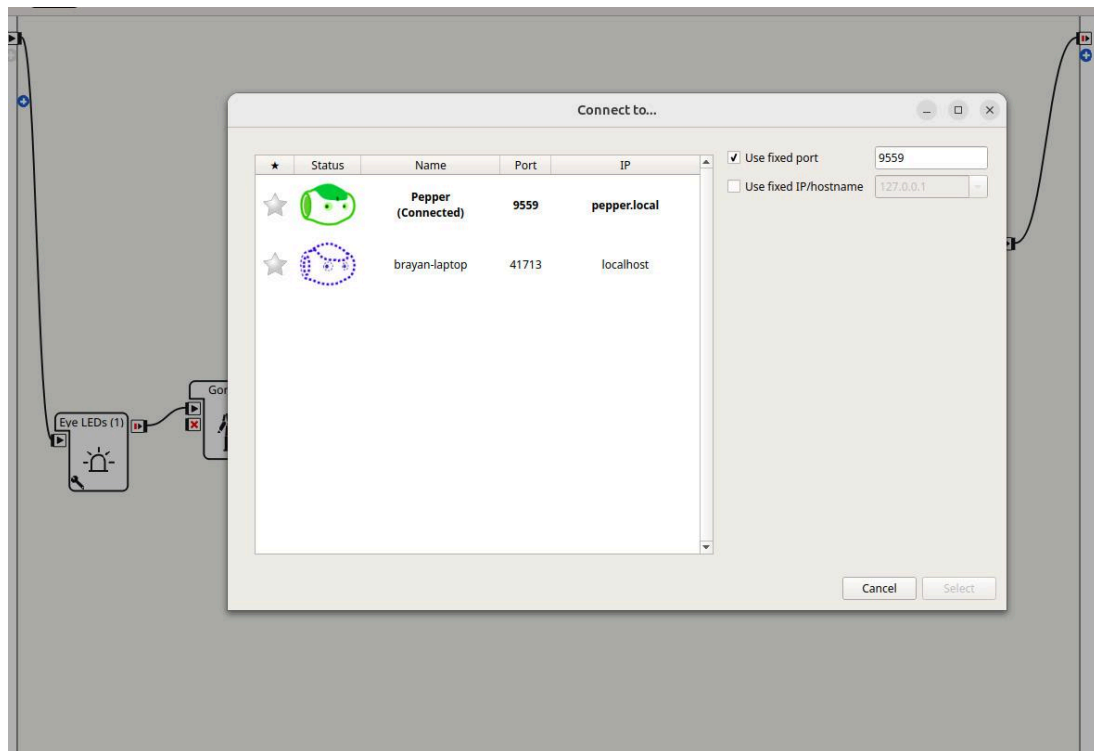 Connect to...
★ Status Name Port IP
Pepper
(Connected) 9559 pepper.local
brayan-laptop 41713 localhost
Use fixed port 9559
Use fixed IP/hostname 127.0.0.1
Eye LEDs (1)
Gor
Cancel Select